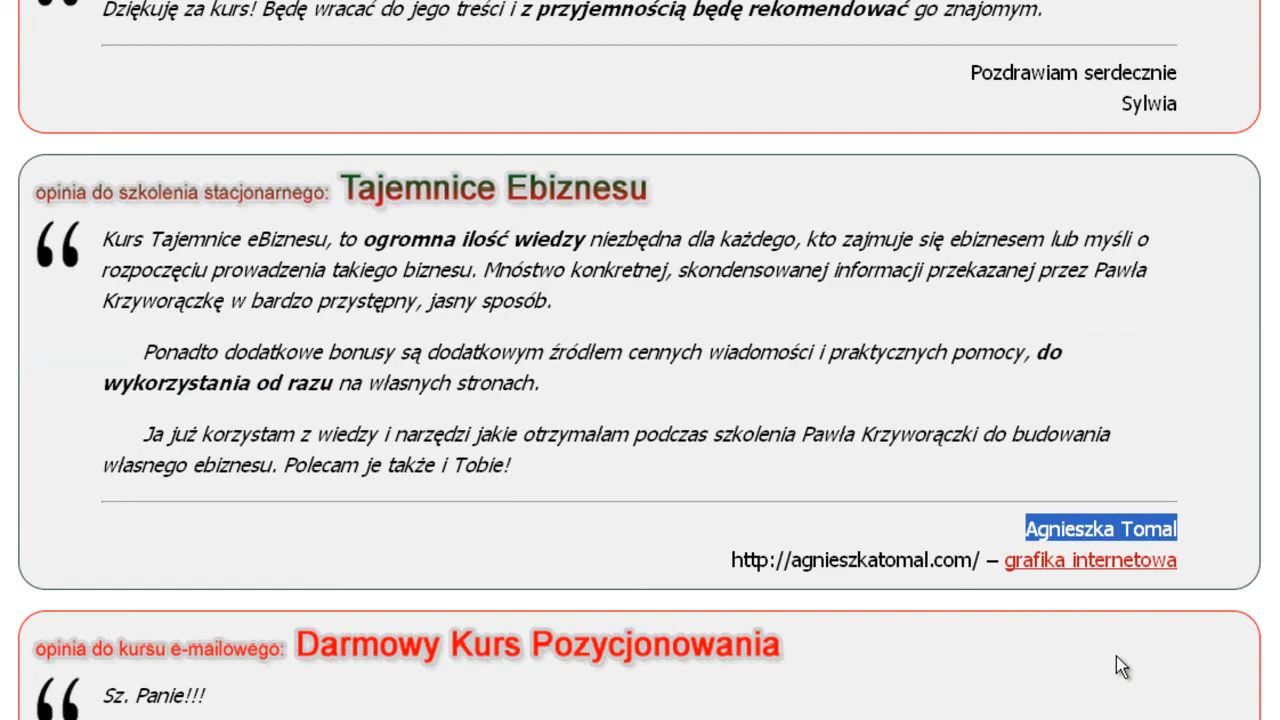 Dziękuję za kurs! Będę wracać do jego treści i z przyjemnością będę rekomendować go znajomym.
Pozdrawiam serdecznie
Sylwia
opinia do szkolenia stacjonarnego: Tajemnice Ebiznesu
“ Kurs Tajemnice eBiznesu, to ogromna ilość wiedzy niezbędna dla każdego, kto zajmuje się ebiznesem lub myśli o
rozpoczęciu prowadzenia takiego biznesu. Mnóstwo konkretnej, skondensowanej informacji przekazanej przez Pawła
Krzyworączkę w bardzo przystępny, jasny sposób.
Ponadto dodatkowe bonusy są dodatkowym źródłem cennych wiadomości i praktycznych pomocy, do
wykorzystania od razu na własnych stronach.
Ja już korzystam z wiedzy i narzędzi jakie otrzymałam podczas szkolenia Pawła Krzyworączki do budowania
własnego ebiznesu. Polecam je także i Tobie!
Agnieszka Tomal
http://agnieszkatomal.com/ – grafika internetowa
opinia do kursu e-mailowego: Darmowy Kurs Pozycjonowania
“ Sz. Panie!!!